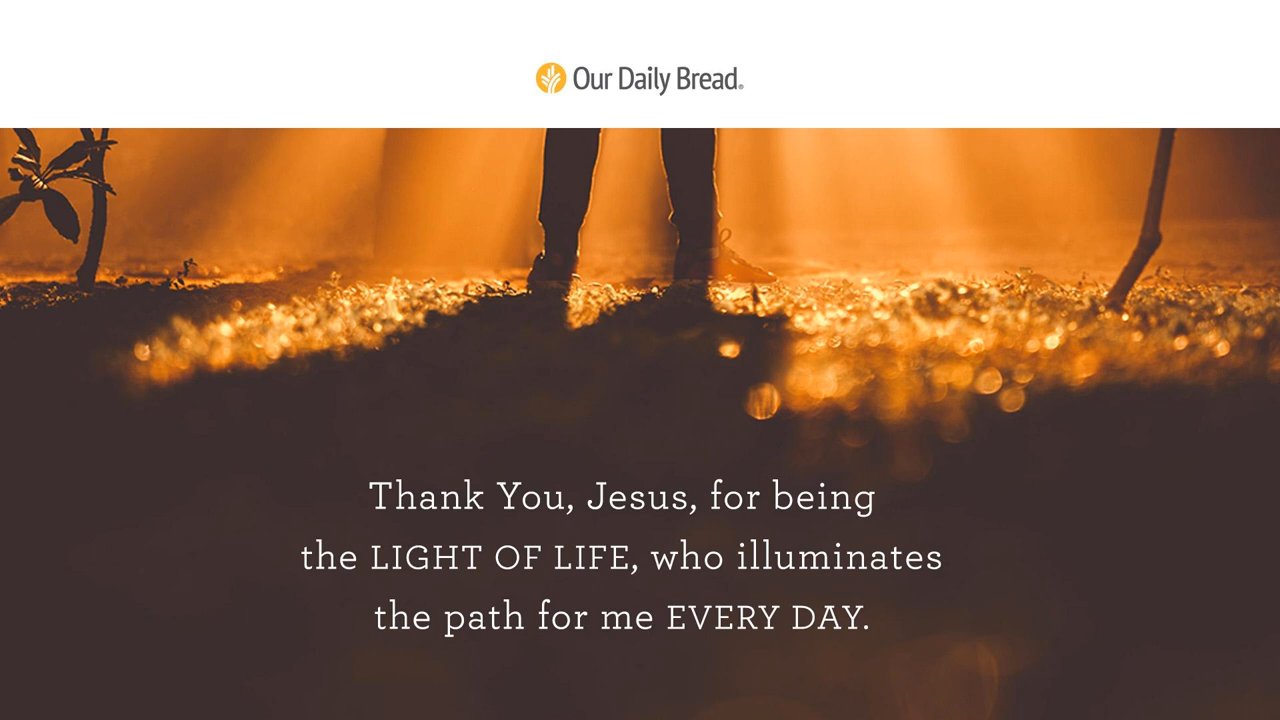 Our Daily Bread®
Thank You, Jesus, for being
the LIGHT OF LIFE, who illuminates
the path for me EVERY DAY.